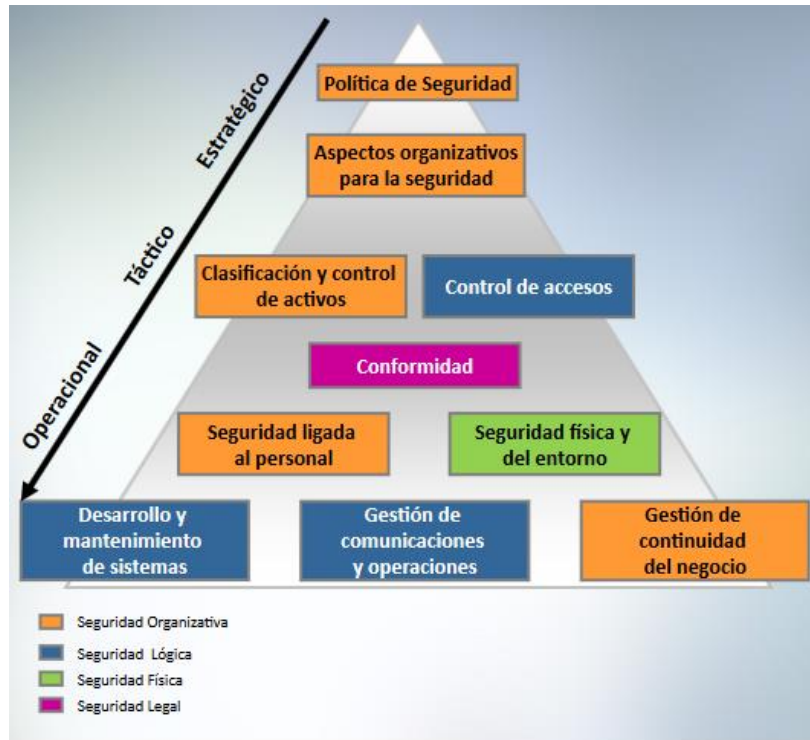 Estratégico
Táctico
Operacional
Política de Seguridad
Aspectos organizativos
para la seguridad
Clasificación y control
de activos
Control de accesos
Conformidad
Seguridad ligada
al personal
Seguridad física y
del entorno
Desarrollo y
mantenimiento
de sistemas
Gestión de
comunicaciones
y operaciones
Gestión de
continuidad
del negocio
Seguridad Organizativa
Seguridad Lógica
Seguridad Física
Seguridad Legal